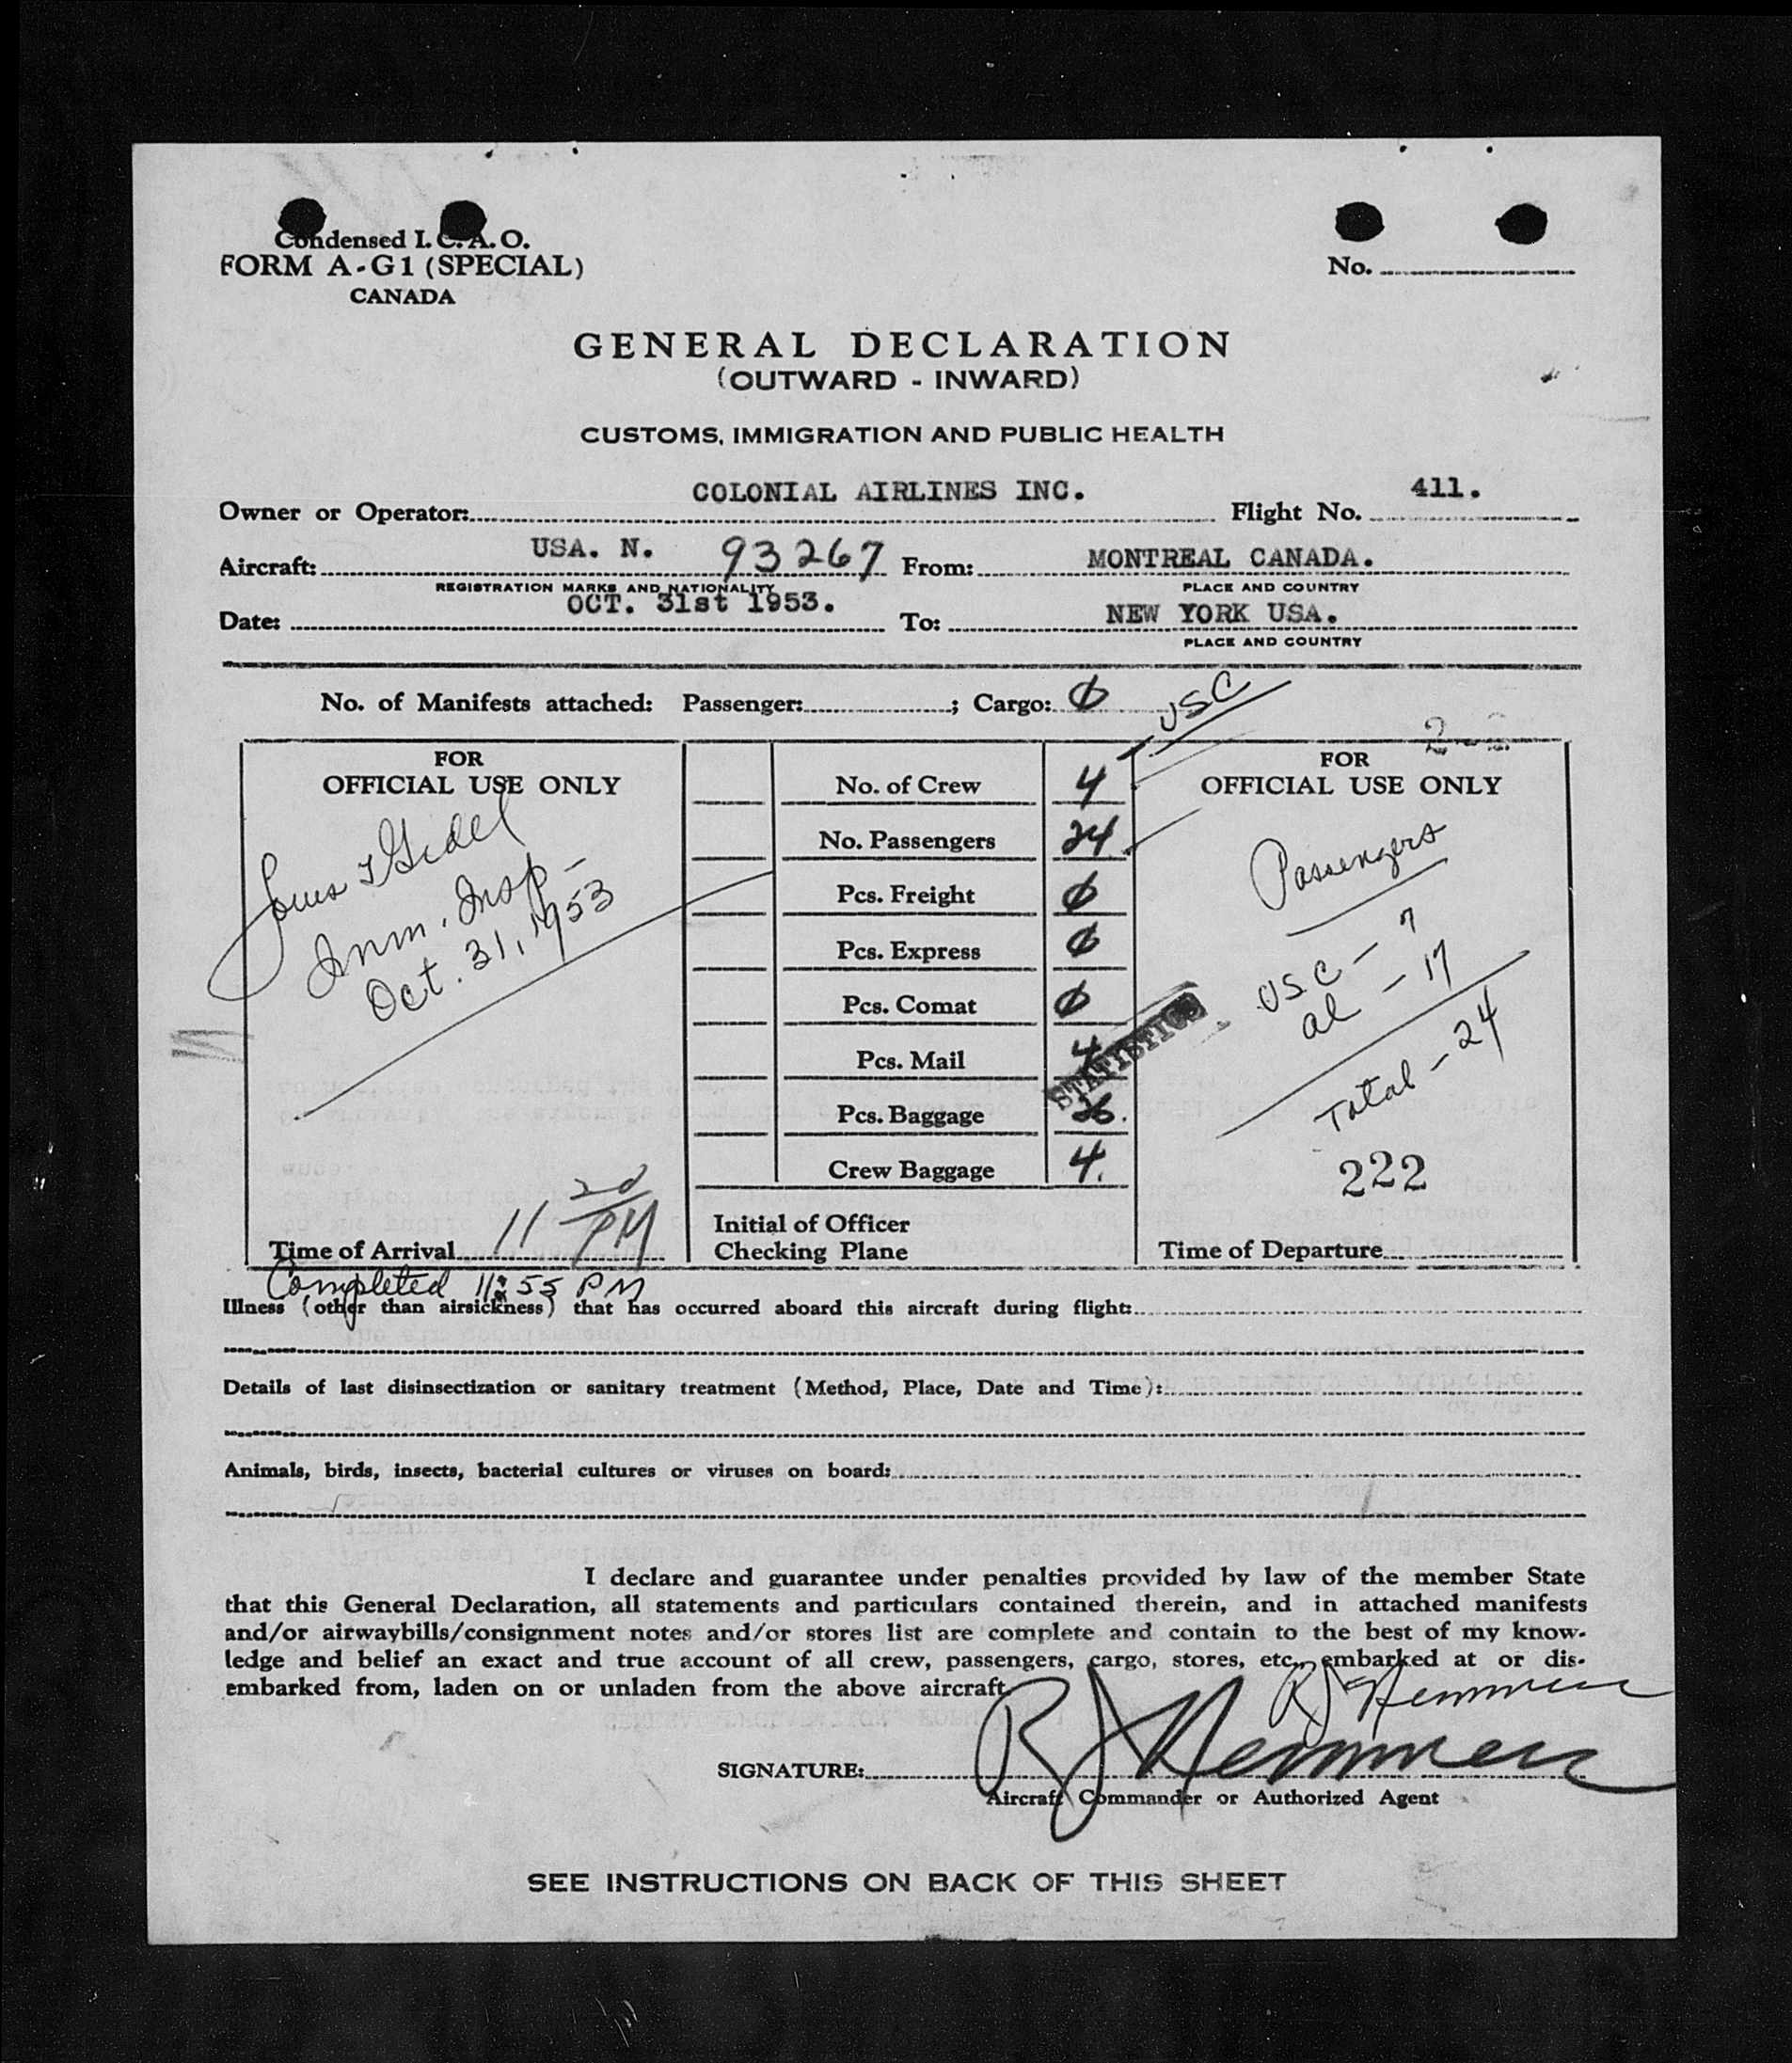 Condensed I. C. A. O.
FORM A-G1 (SPECIAL)
CANADA
No.
GENERAL DECLARATION
(OUTWARD - INWARD)
CUSTOMS, IMMIGRATION AND PUBLIC HEALTH
Owner or Operator: COLONIAL AIRLINES INC. Flight No. 411.
Aircraft: USA. N. 93267 From: MONTREAL CANADA.
REGISTRATION MARKS AND NATIONALITY PLACE AND COUNTRY
Date: OCT. 31st 1953. To: NEW YORK USA.
PLACE AND COUNTRY
No. of Manifests attached: Passenger: ; Cargo: 0
USC
FOR
OFFICIAL USE ONLY
Imm. Insp-
Oct. 31, 1953
Time of Arrival 11 20 PM
Completed 11:55 PM
No. of Crew 4
No. Passengers 24
Pcs. Freight 0
Pcs. Express 0
Pcs. Comat 0
Pcs. Mail 4
STATISTICS
Pcs. Baggage
Crew Baggage 4.
Initial of Officer
Checking Plane
FOR
OFFICIAL USE ONLY
Passengers
USC - 7
al - 17
Total - 24
222
Time of Departure
Illness (other than airsickness) that has occurred aboard this aircraft during flight:
Details of last disinsectization or sanitary treatment (Method, Place, Date and Time):
Animals, birds, insects, bacterial cultures or viruses on board:
I declare and guarantee under penalties provided by law of the member State
that this General Declaration, all statements and particulars contained therein, and in attached manifests
and/or airwaybills/consignment notes and/or stores list are complete and contain to the best of my know-
ledge and belief an exact and true account of all crew, passengers, cargo, stores, etc., embarked at or dis-
embarked from, laden on or unladen from the above aircraft.
RJ Hemmen
SIGNATURE: RJ Hemmen
Aircraft Commander or Authorized Agent
SEE INSTRUCTIONS ON BACK OF THIS SHEET